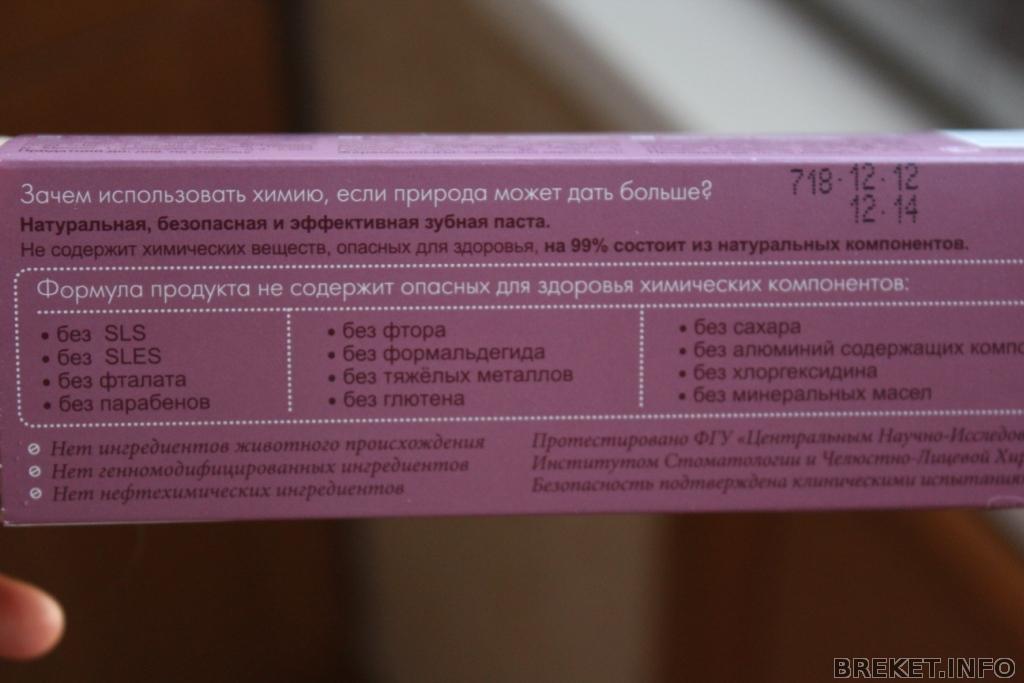 Зачем использовать химию, если природа может дать больше?
718·12·12
12·14
Натуральная, безопасная и эффективная зубная паста.
Не содержит химических веществ, опасных для здоровья, на 99% состоит из натуральных компонентов.
Формула продукта не содержит опасных для здоровья химических компонентов:
• без SLS
• без SLES
• без фталата
• без парабенов
• без фтора
• без формальдегида
• без тяжёлых металлов
• без глютена
• без сахара
• без алюминий содержащих компо
• без хлоргексидина
• без минеральных масел
Нет ингредиентов животного происхождения
Нет генномодифицированных ингредиентов
Нет нефтехимических ингредиентов
Протестировано ФГУ «Центральным Научно-Исследов
Институтом Стоматологии и Челюстно-Лицевой Хир
Безопасность подтверждена клиническими испытания
BREKET.INFO